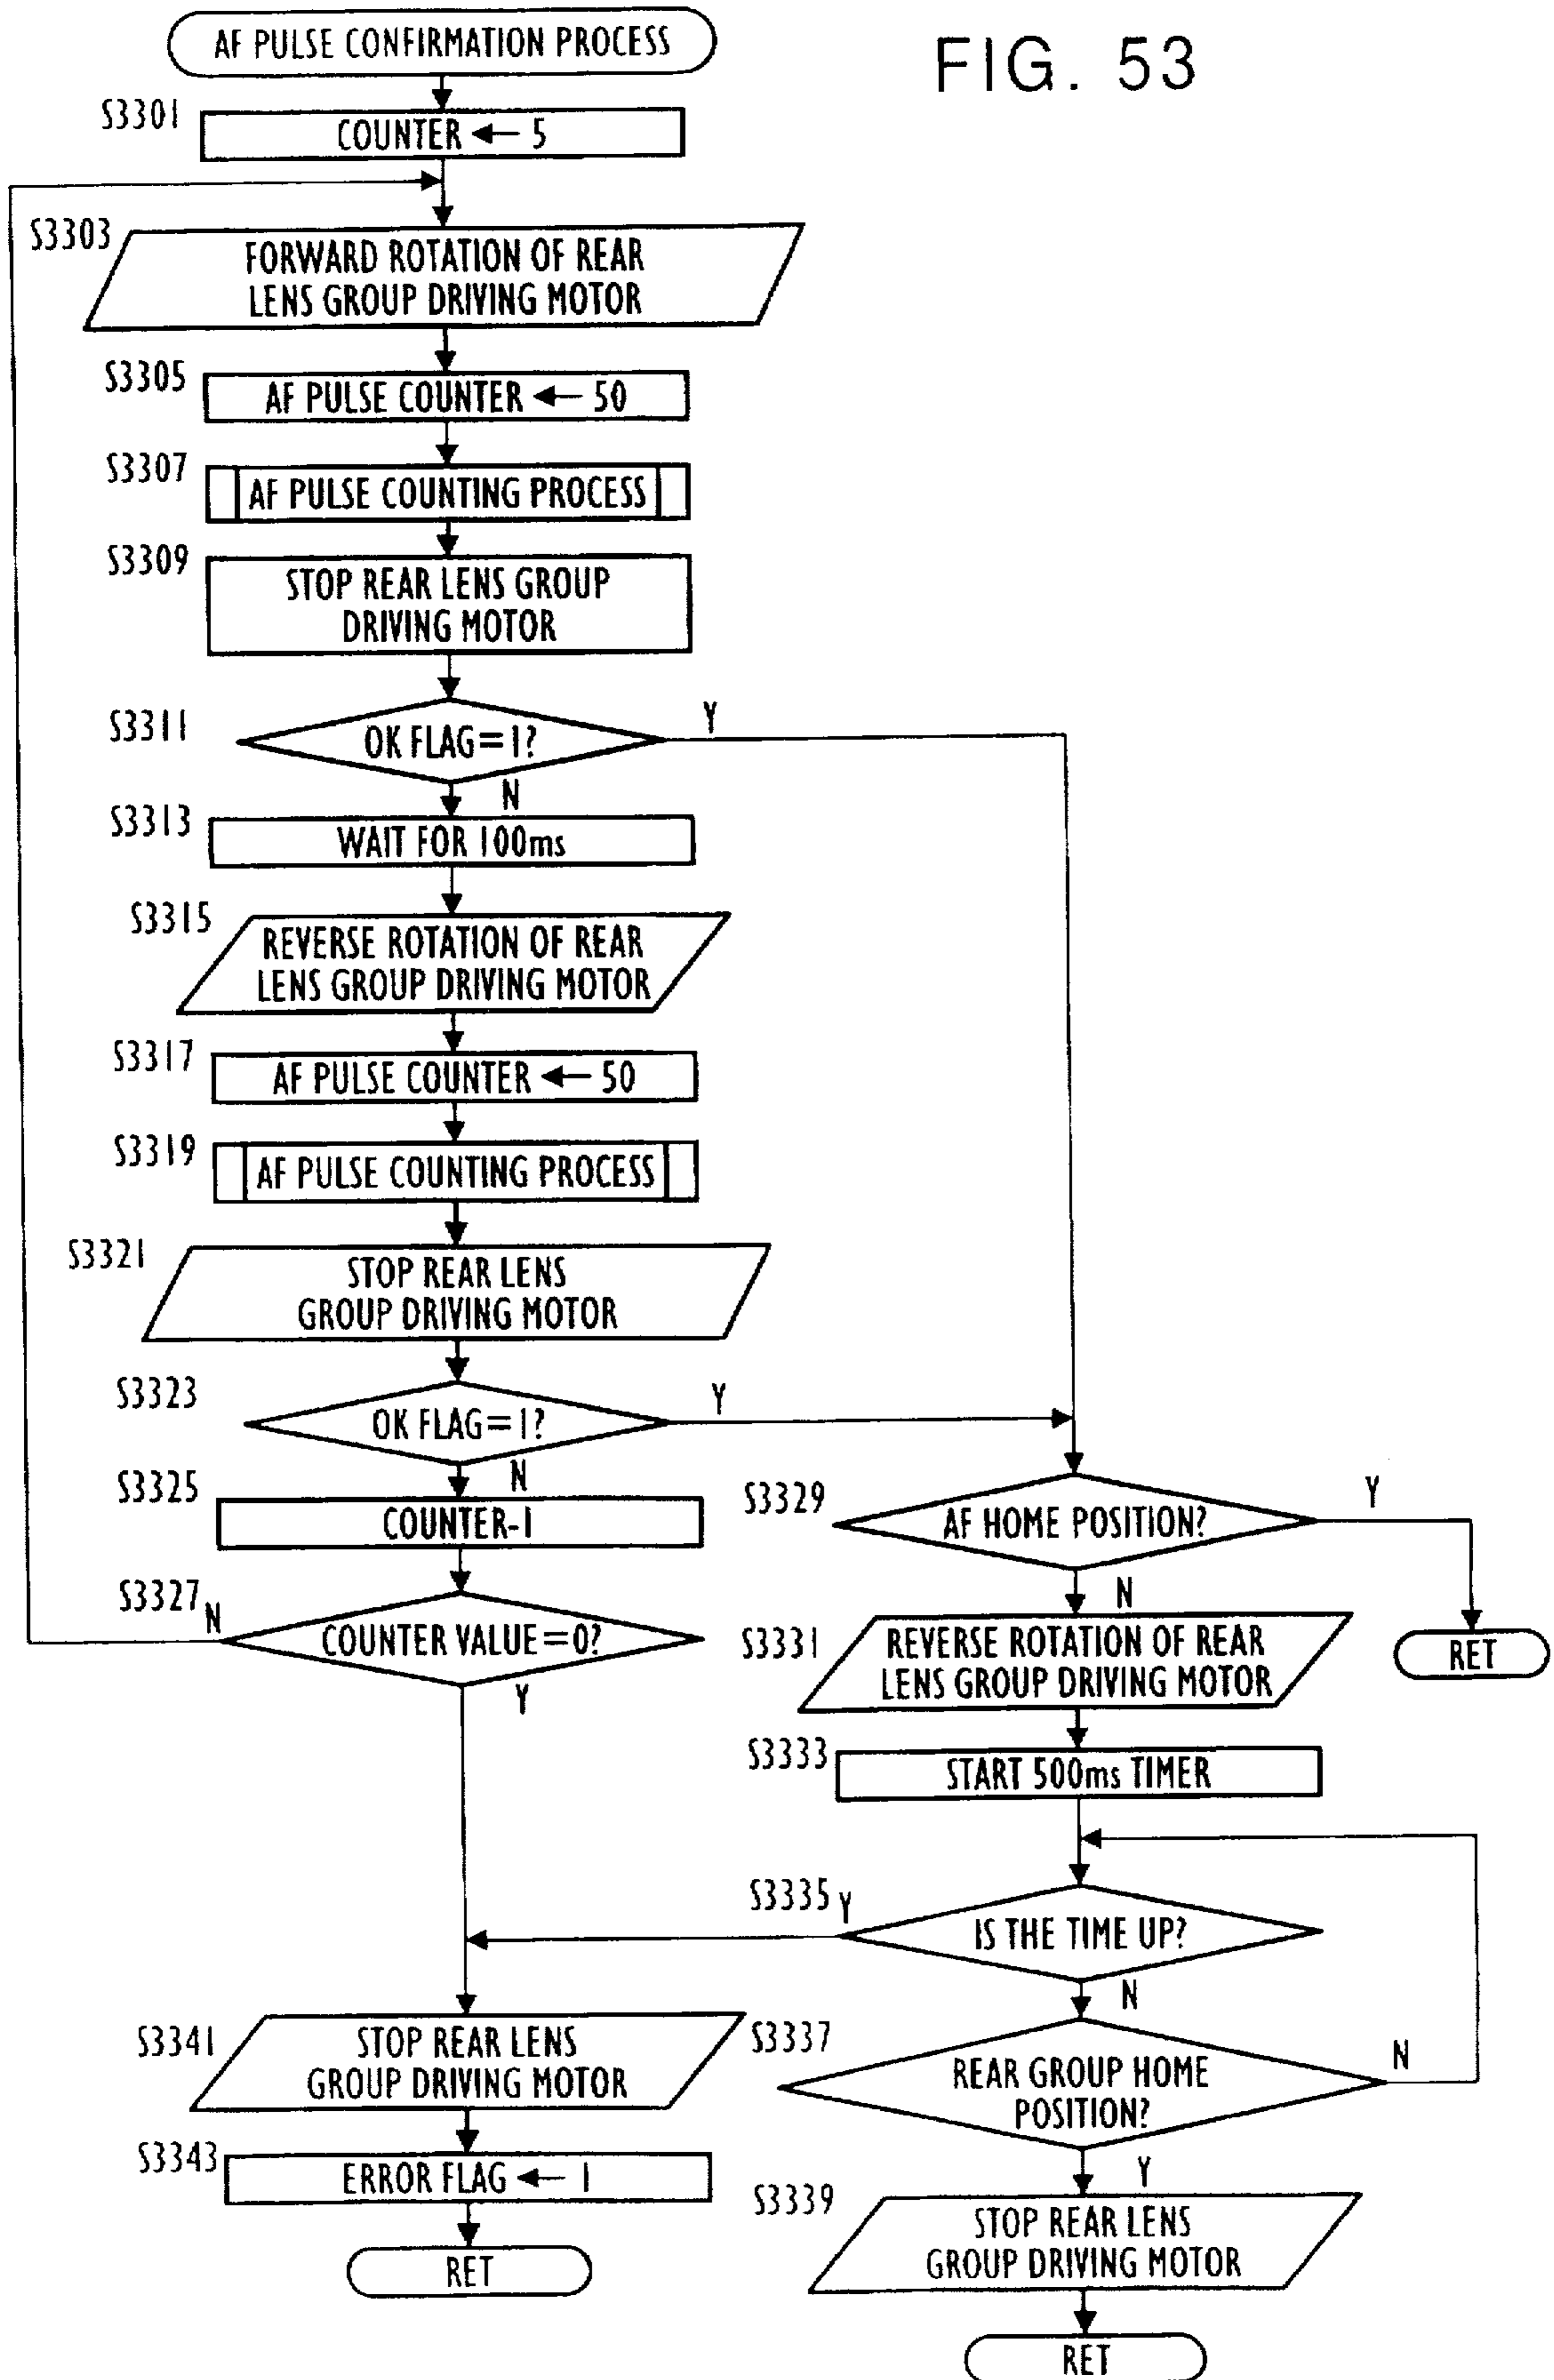 AF PULSE CONFIRMATION PROCESS
FIG. 53
S3301
COUNTER ← 5
S3303
FORWARD ROTATION OF REAR
LENS GROUP DRIVING MOTOR
S3305
AF PULSE COUNTER ← 50
S3307
AF PULSE COUNTING PROCESS
S3309
STOP REAR LENS GROUP
DRIVING MOTOR
S3311
OK FLAG=1?
Y
N
S3313
WAIT FOR 100ms
S3315
REVERSE ROTATION OF REAR
LENS GROUP DRIVING MOTOR
S3317
AF PULSE COUNTER ← 50
S3319
AF PULSE COUNTING PROCESS
S3321
STOP REAR LENS
GROUP DRIVING MOTOR
S3323
OK FLAG=1?
Y
N
S3325
COUNTER-1
S3327
N
COUNTER VALUE=0?
Y
S3329
AF HOME POSITION?
Y
N
RET
S3331
REVERSE ROTATION OF REAR
LENS GROUP DRIVING MOTOR
S3333
START 500ms TIMER
S3335
Y
IS THE TIME UP?
N
S3337
REAR GROUP HOME
POSITION?
N
Y
S3339
STOP REAR LENS
GROUP DRIVING MOTOR
RET
S3341
STOP REAR LENS
GROUP DRIVING MOTOR
S3343
ERROR FLAG ← 1
RET